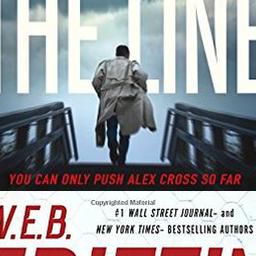 THE LINE
YOU CAN ONLY PUSH ALEX CROSS SO FAR
Copyrighted Material
#1 WALL STREET JOURNAL- and
W.E.B.
NEW YORK TIMES- BESTSELLING AUTHORS